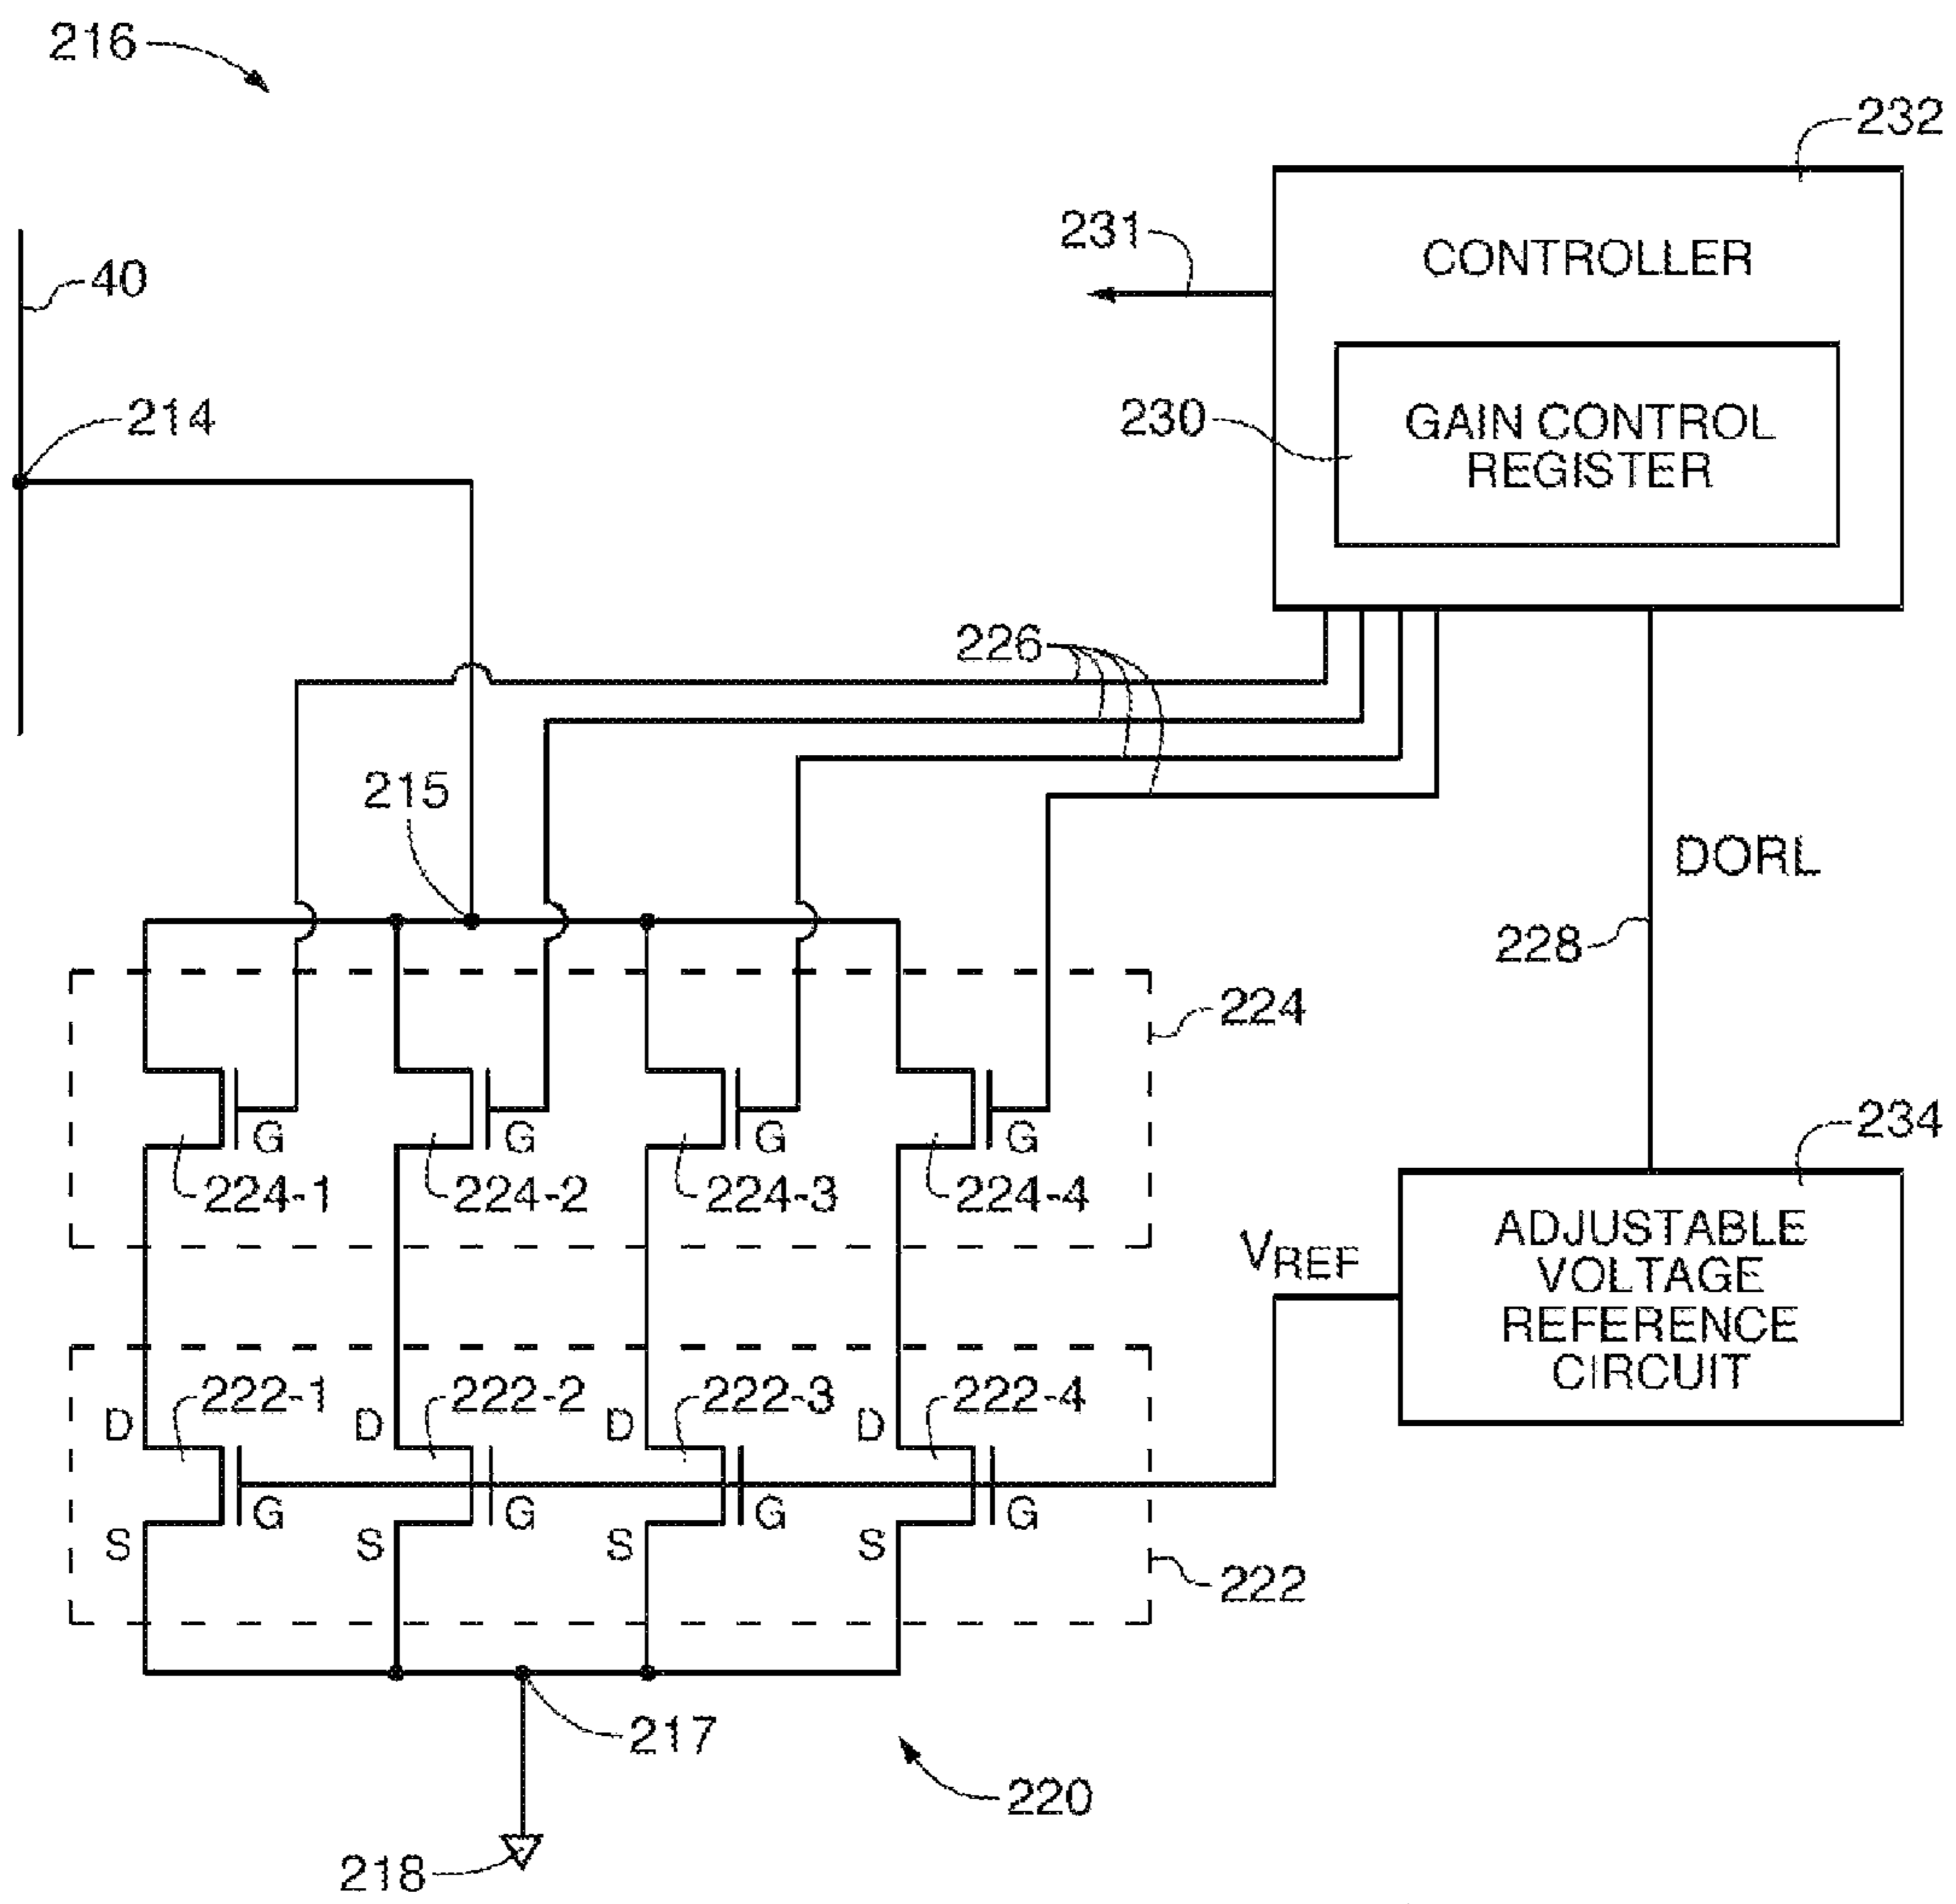 216
232
CONTROLLER
231
40
214
230
GAIN CONTROL
REGISTER
226
215
DORL
228
224
G
G
G
G
224-1
224-2
224-3
224-4
234
ADJUSTABLE
VOLTAGE
REFERENCE
CIRCUIT
VREF
222-1
222-2
222-3
222-4
D
D
D
D
G
G
G
G
S
S
S
S
222
217
220
218